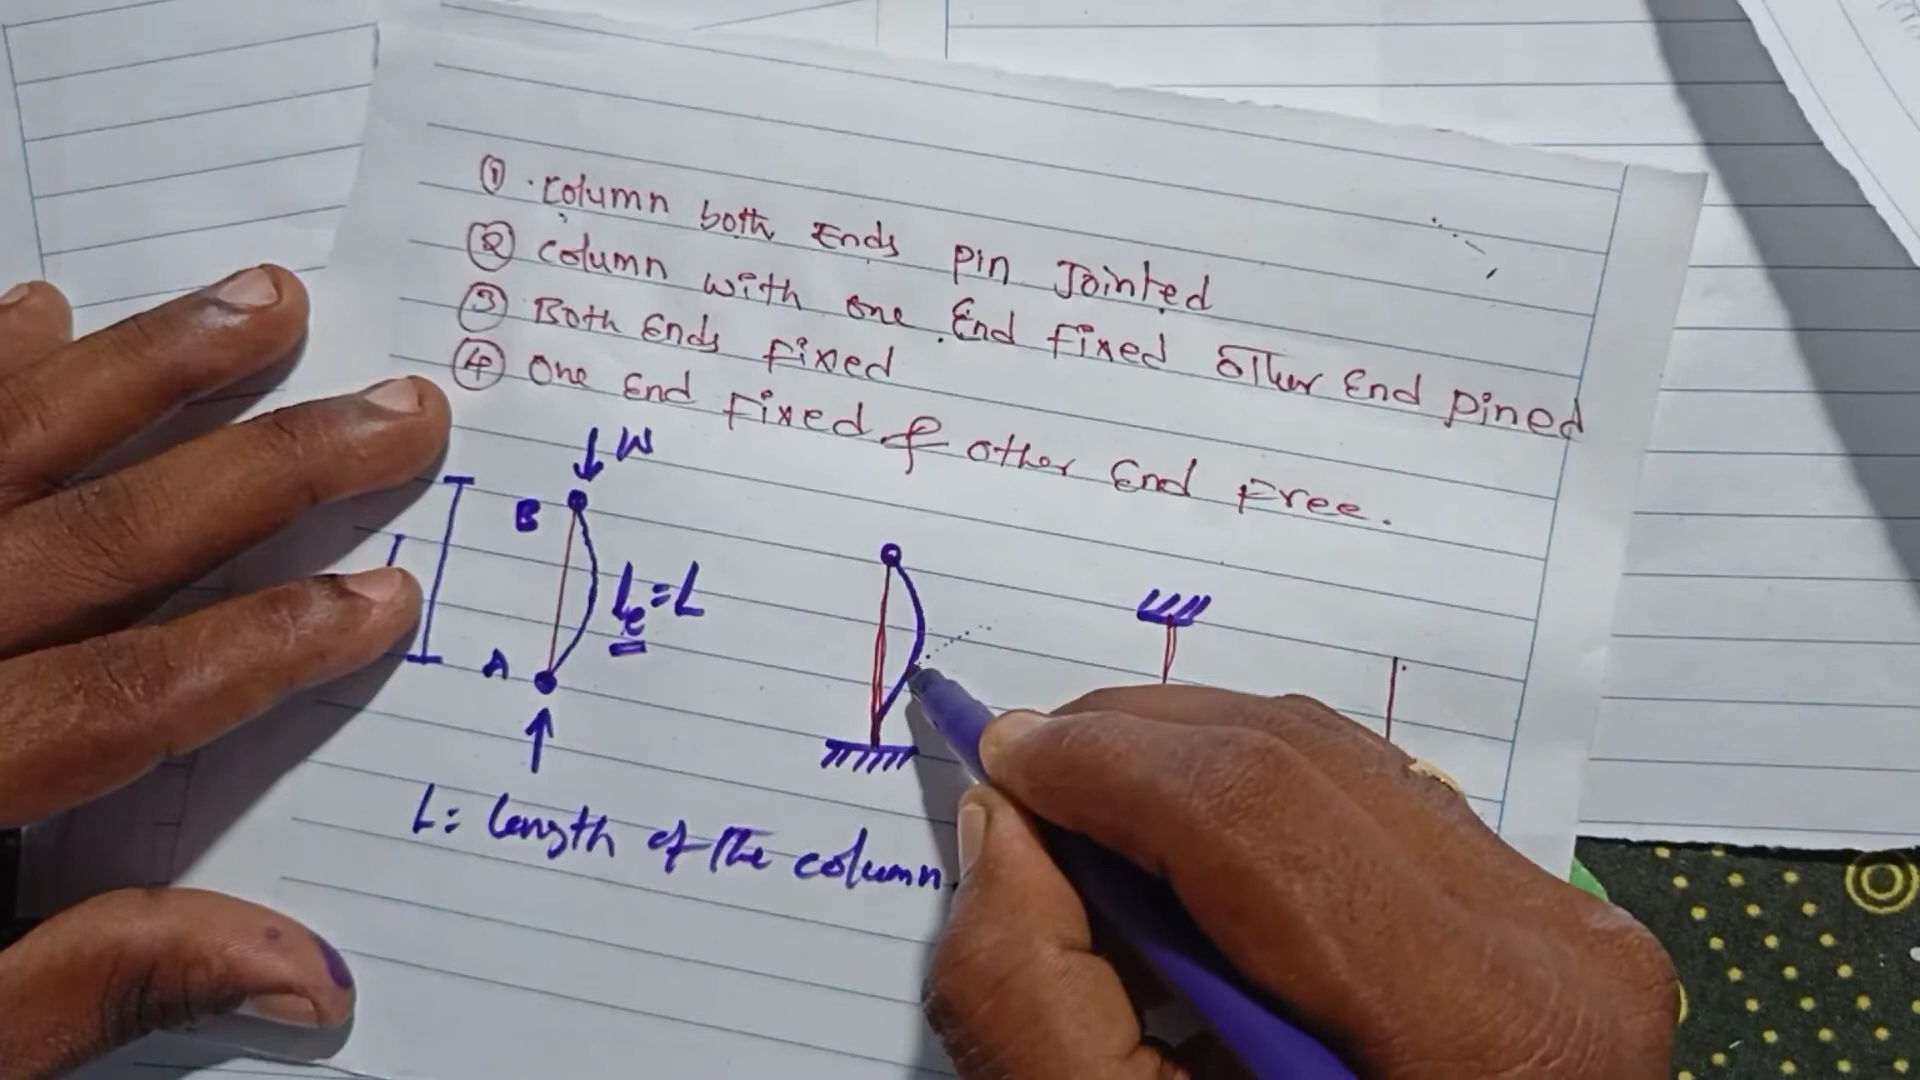 ① column both Ends Pin Jointed
② column with one End fixed other End Pined
③ Both Ends fixed
④ One End Fixed & other End Free.
W
B
Le = L
A
L = length of the column